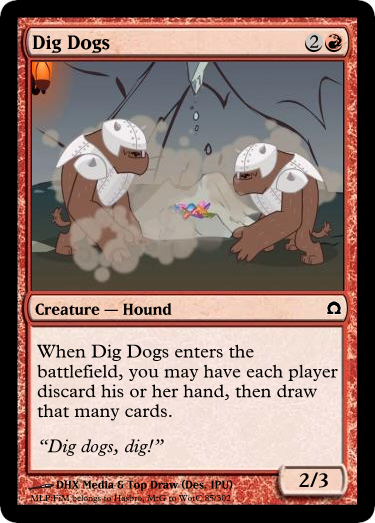 Dig Dogs 2
Creature — Hound Ω
When Dig Dogs enters the
battlefield, you may have each player
discard his or her hand, then draw
that many cards.
“Dig dogs, dig!”
DHX Media & Top Draw (Des. IPU)
2/3
MLP:FiM belongs to Hasbro, MtG to WotC. 85/302